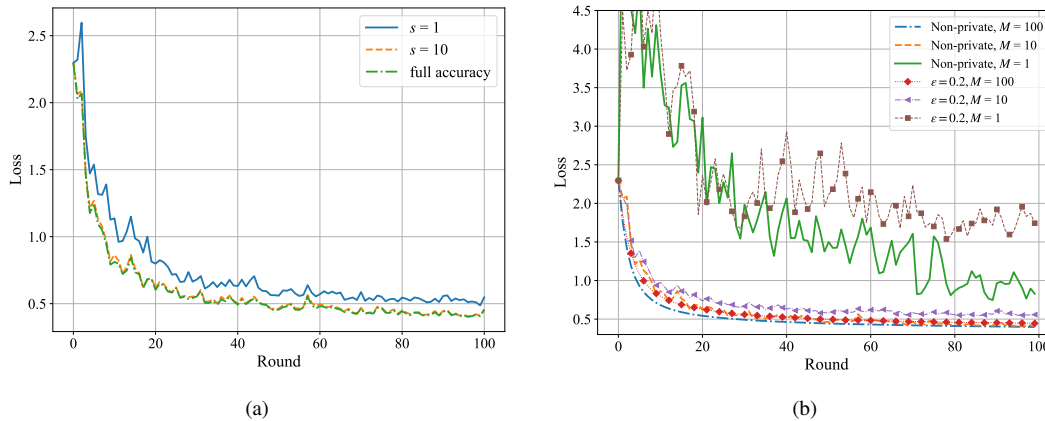 2.5
2.0
1.5
1.0
0.5
Loss
0
20
40
60
80
100
Round
s = 1
s = 10
full accuracy
(a)
4.5
4.0
3.5
3.0
2.5
2.0
1.5
1.0
0.5
Loss
0
20
40
60
80
100
Round
Non-private, M = 100
Non-private, M = 10
Non-private, M = 1
ε = 0.2, M = 100
ε = 0.2, M = 10
ε = 0.2, M = 1
(b)